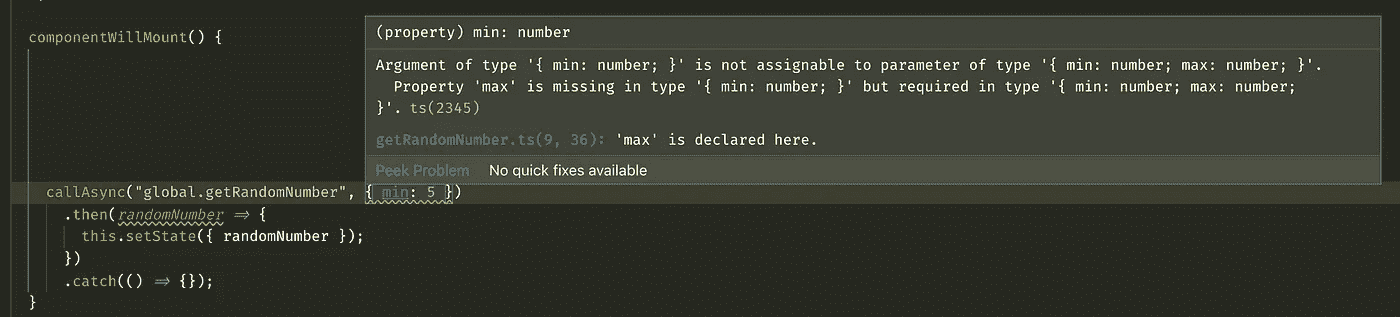 componentWillMount() {
(property) min: number
Argument of type '{ min: number; }' is not assignable to parameter of type '{ min: number; max: number; }'.
Property 'max' is missing in type '{ min: number; }' but required in type '{ min: number; max: number;
}'. ts(2345)
getRandomNumber.ts(9, 36): 'max' is declared here.
Peek Problem No quick fixes available
callAsync("global.getRandomNumber", { min: 5 })
.then(randomNumber ⇒ {
this.setState({ randomNumber });
})
.catch(() ⇒ {});
}